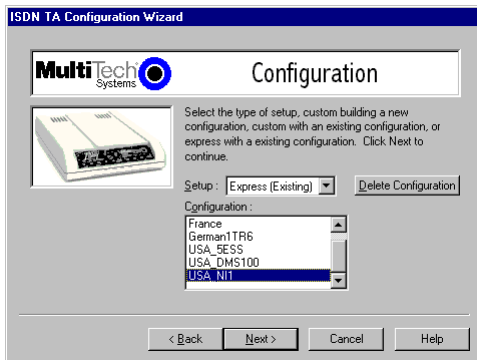 ISDN TA Configuration Wizard
MultiTech
Systems
Configuration
Select the type of setup, custom building a new
configuration, custom with an existing configuration, or
express with a existing configuration. Click Next to
continue.
Setup : Express (Existing) Delete Configuration
Configuration :
France
German1TR6
USA_5ESS
USA_DMS100
USA_NI1
< Back Next > Cancel Help